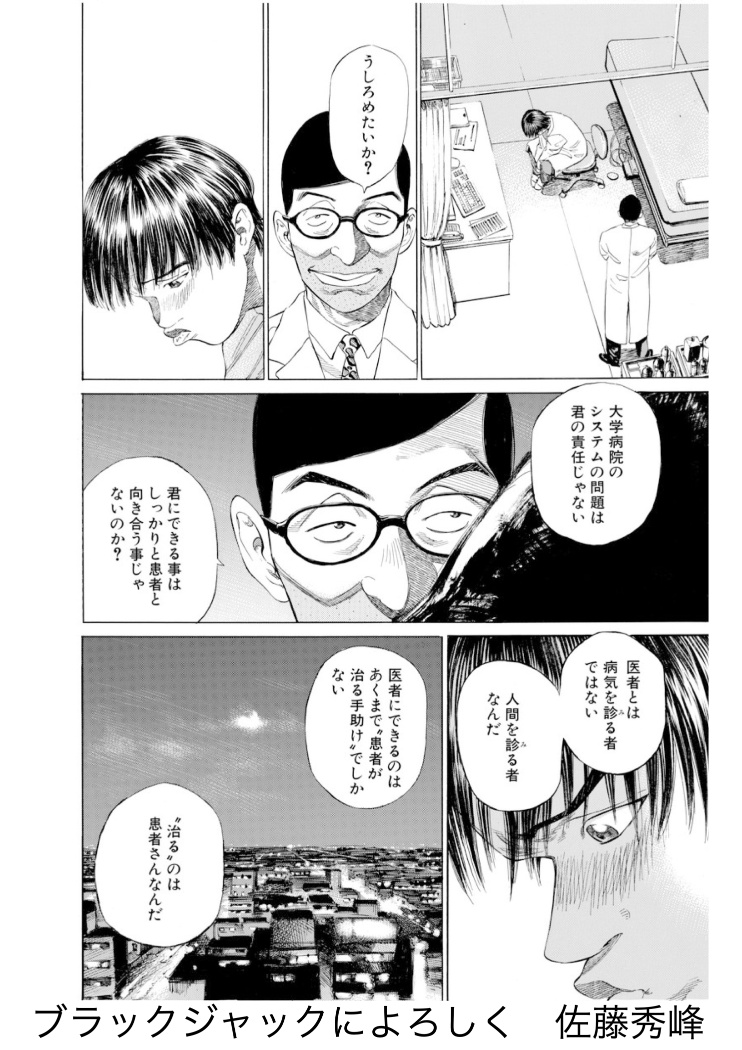 うしろめたいか？
大学病院の
システムの問題は
君の責任じゃない
君にできる事は
しっかりと患者と
向き合う事じゃ
ないのか？
医者とは
病気を診る者
み
ではない
人間を診る者
み
なんだ
医者にできるのは
あくまで〝患者が
治る手助け〟でしか
ない
〝治る〟のは
患者さんなんだ
ブラックジャックによろしく　佐藤秀峰